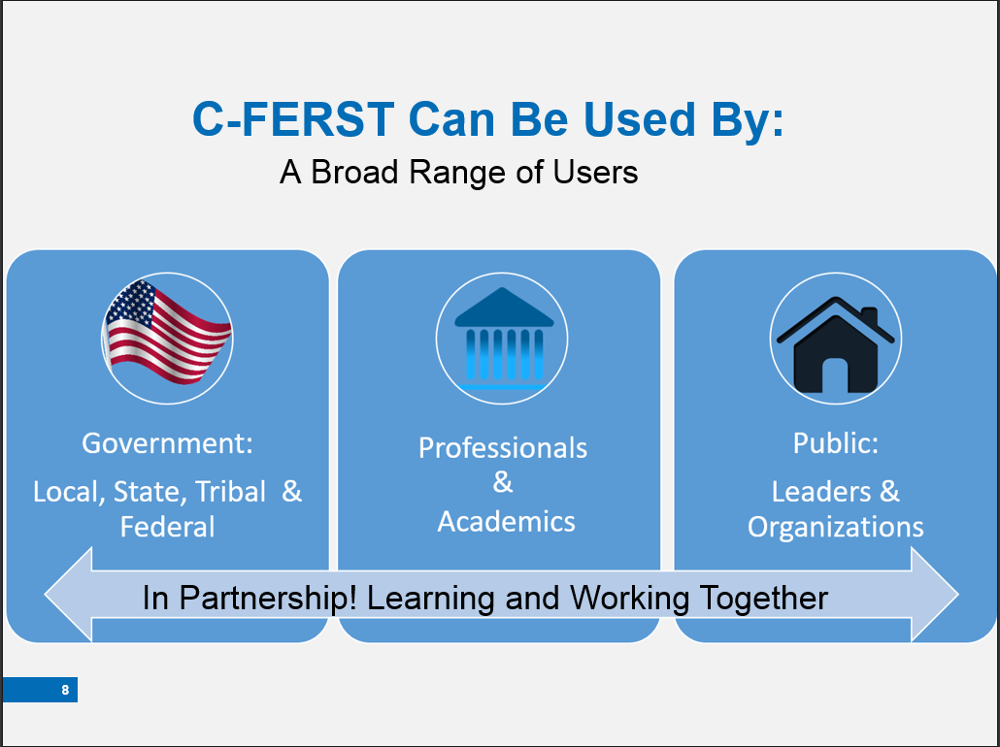 C-FERST Can Be Used By:
A Broad Range of Users
Government:
Local, State, Tribal & 
Federal
Professionals
&
Academics
Public:
Leaders &
Organizations
In Partnership! Learning and Working Together
8